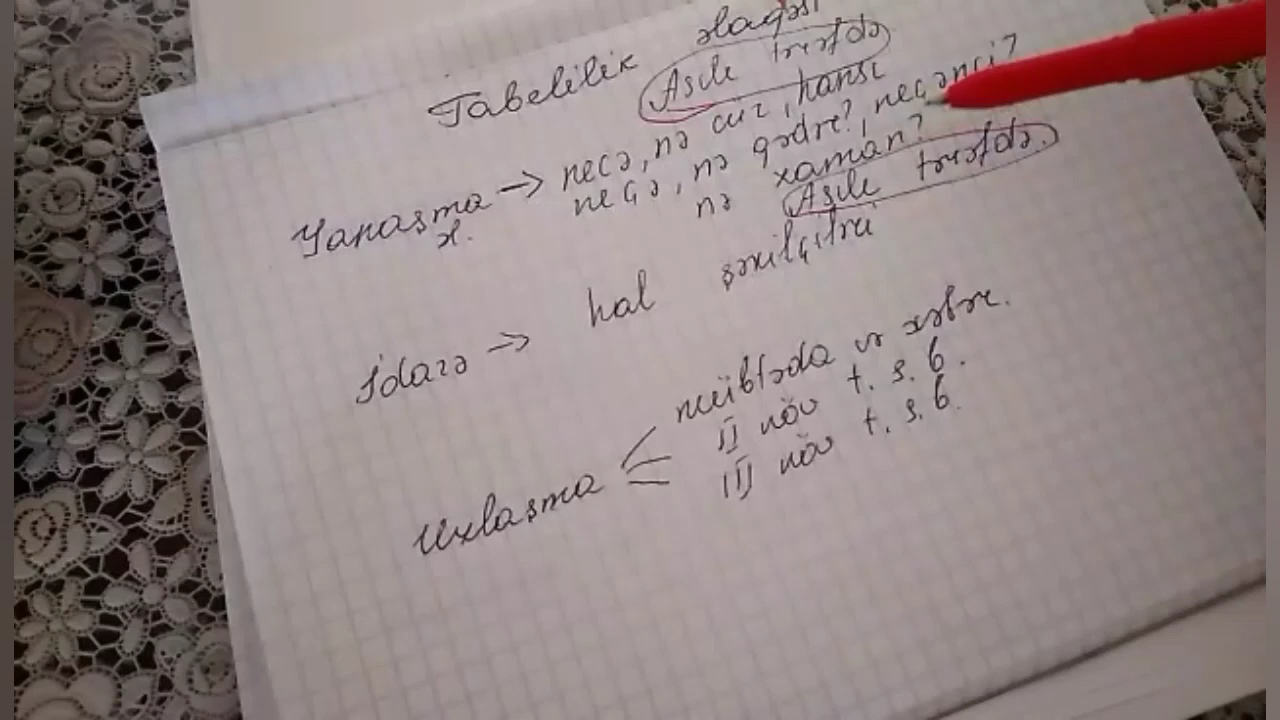 Tabelilik əlaqəsi
Asılı tərəfdə
Yanaşma → necə, nə cür, hansı
ə. neçə, nə qədər?, neçənci?
nə zaman?
Asılı tərəfdə.
İdarə → hal şəkilçiləri
Uzlaşma mübtəda və xəbər.
II növ t. s. b.
III növ t. s. b.